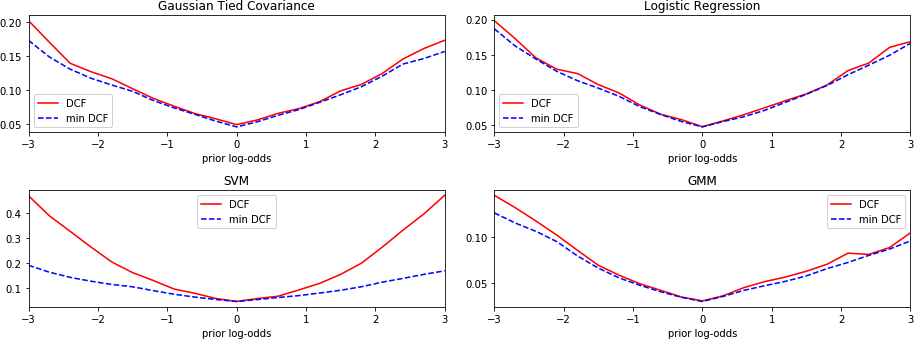 Gaussian Tied Covariance
0.20
0.15
0.10
0.05
DCF
min DCF
−3 −2 −1 0 1 2 3
prior log-odds
Logistic Regression
0.20
0.15
0.10
0.05
DCF
min DCF
−3 −2 −1 0 1 2 3
prior log-odds
SVM
0.4
0.3
0.2
0.1
DCF
min DCF
−3 −2 −1 0 1 2 3
prior log-odds
GMM
0.10
0.05
DCF
min DCF
−3 −2 −1 0 1 2 3
prior log-odds